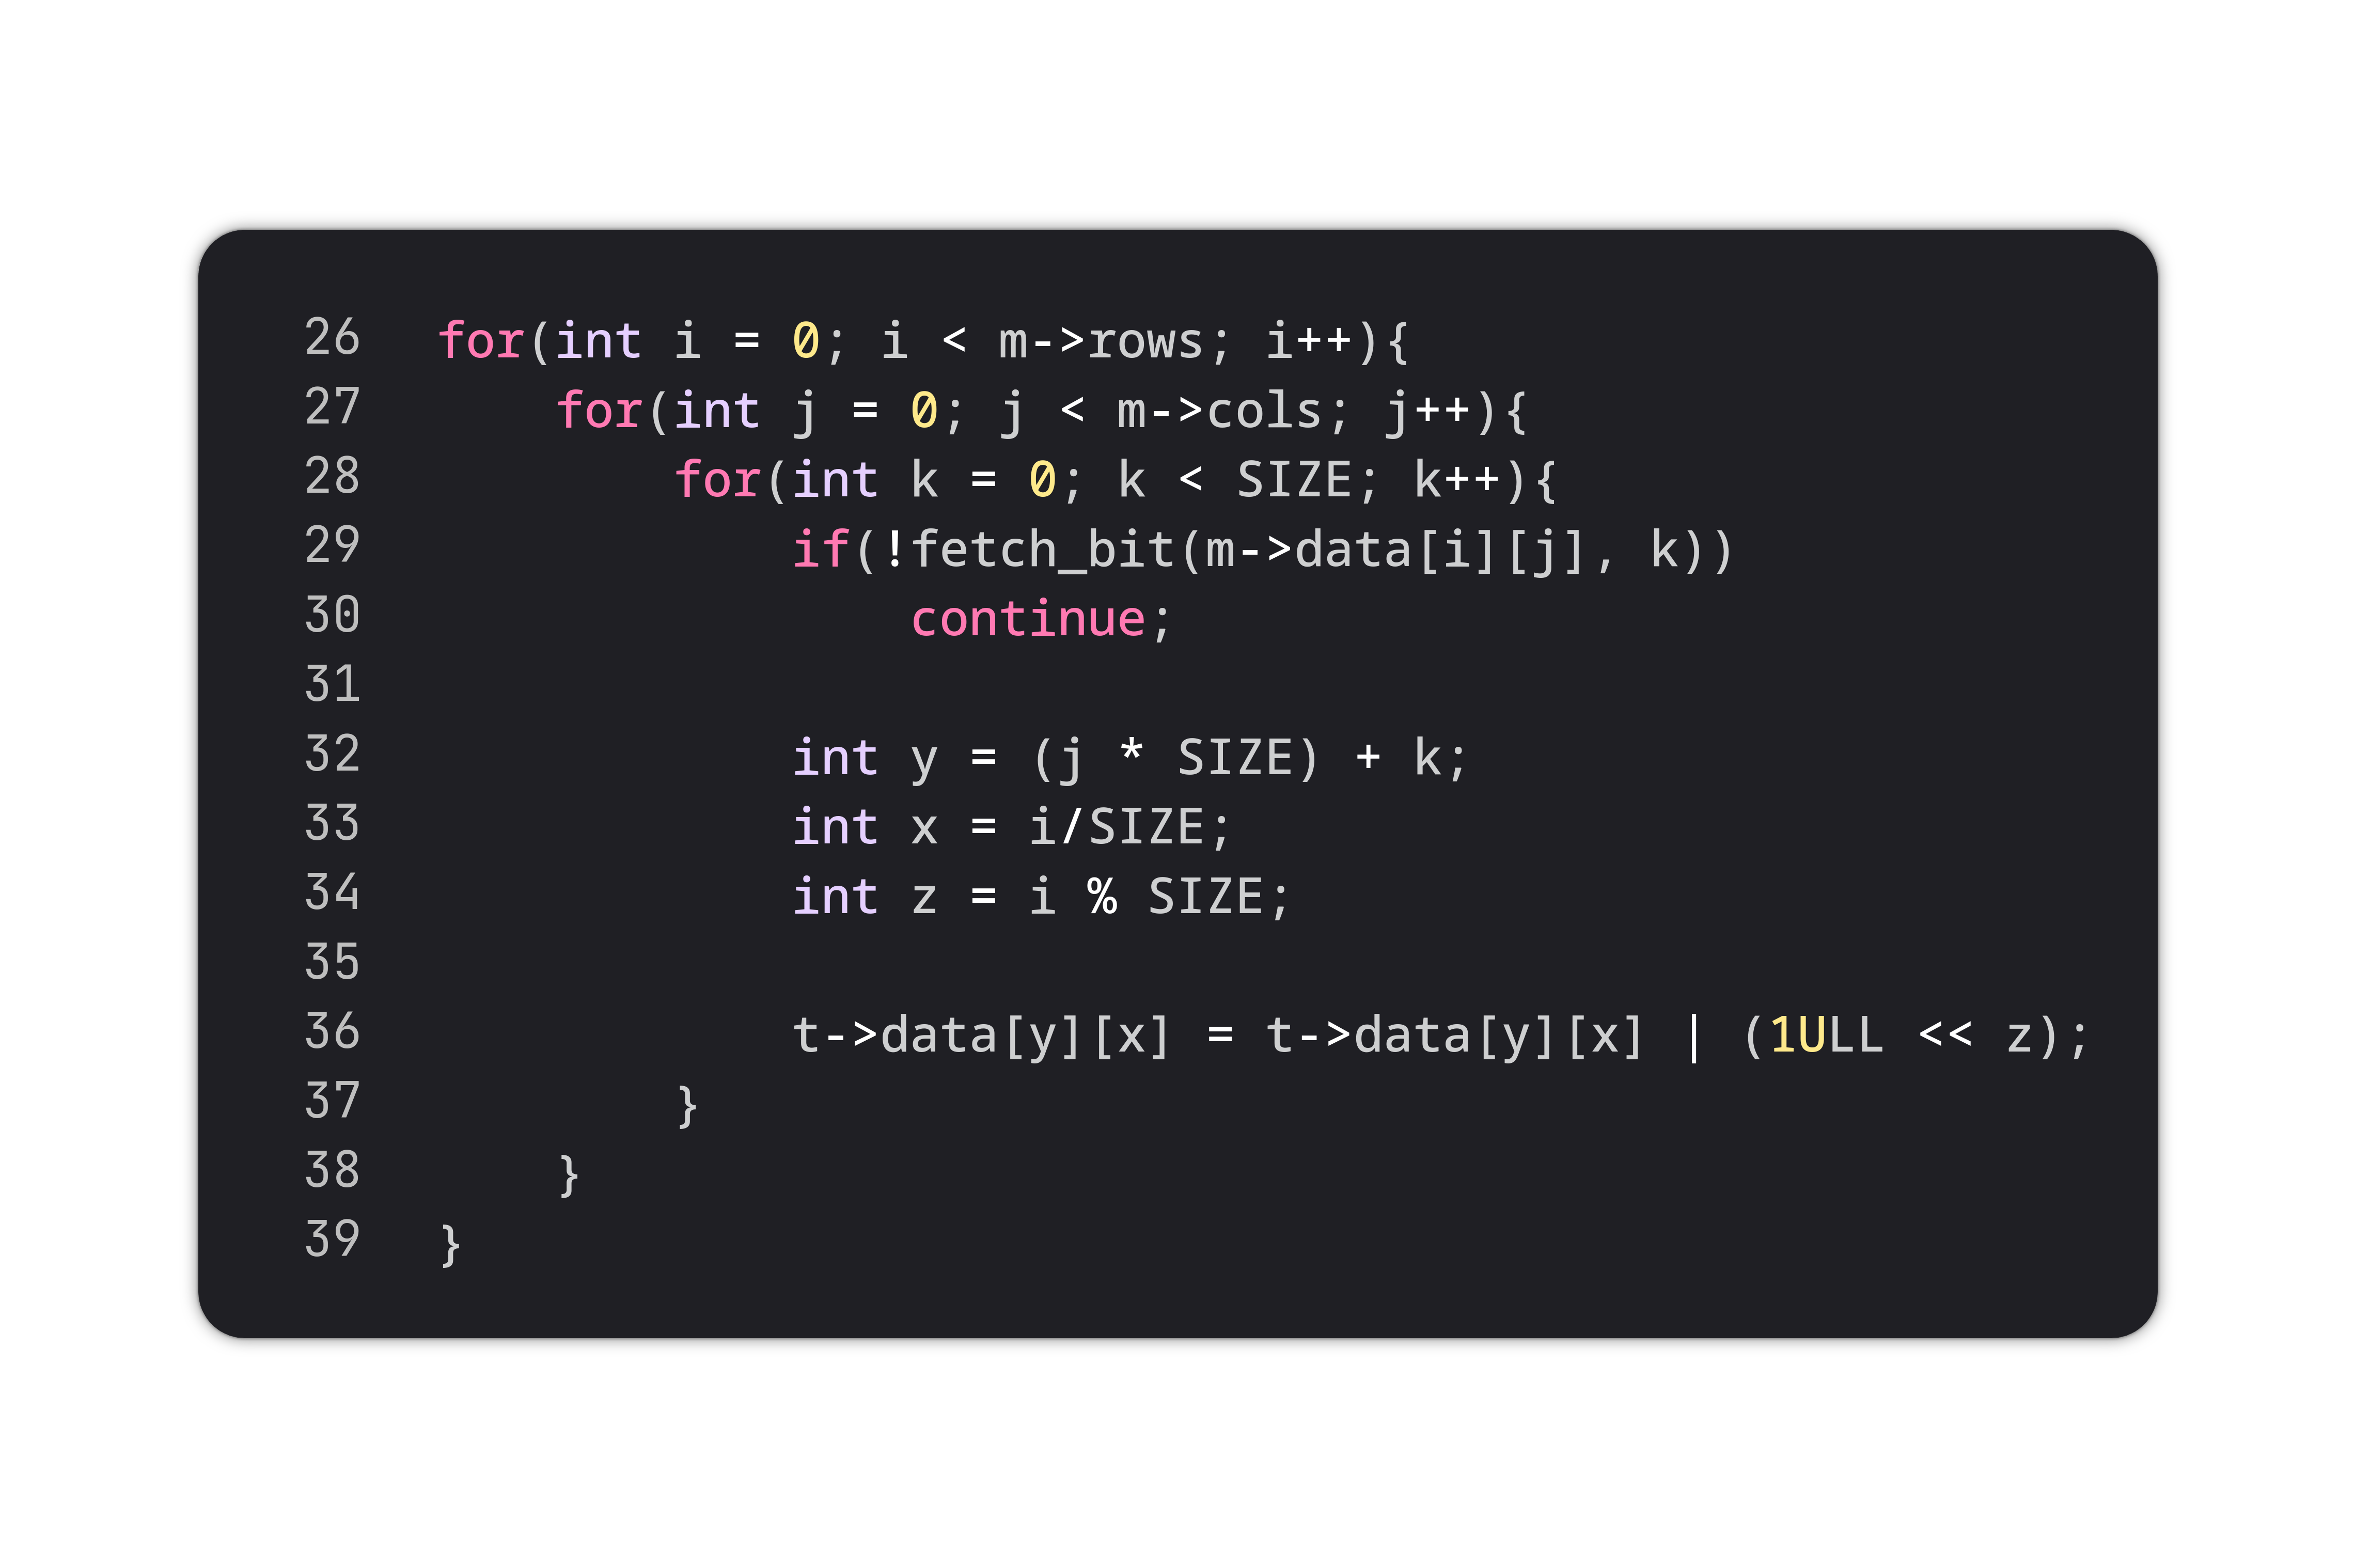 26 for(int i = 0; i < m->rows; i++){
27     for(int j = 0; j < m->cols; j++){
28         for(int k = 0; k < SIZE; k++){
29             if(!fetch_bit(m->data[i][j], k))
30                 continue;
31
32             int y = (j * SIZE) + k;
33             int x = i/SIZE;
34             int z = i % SIZE;
35
36             t->data[y][x] = t->data[y][x] | (1ULL << z);
37         }
38     }
39 }